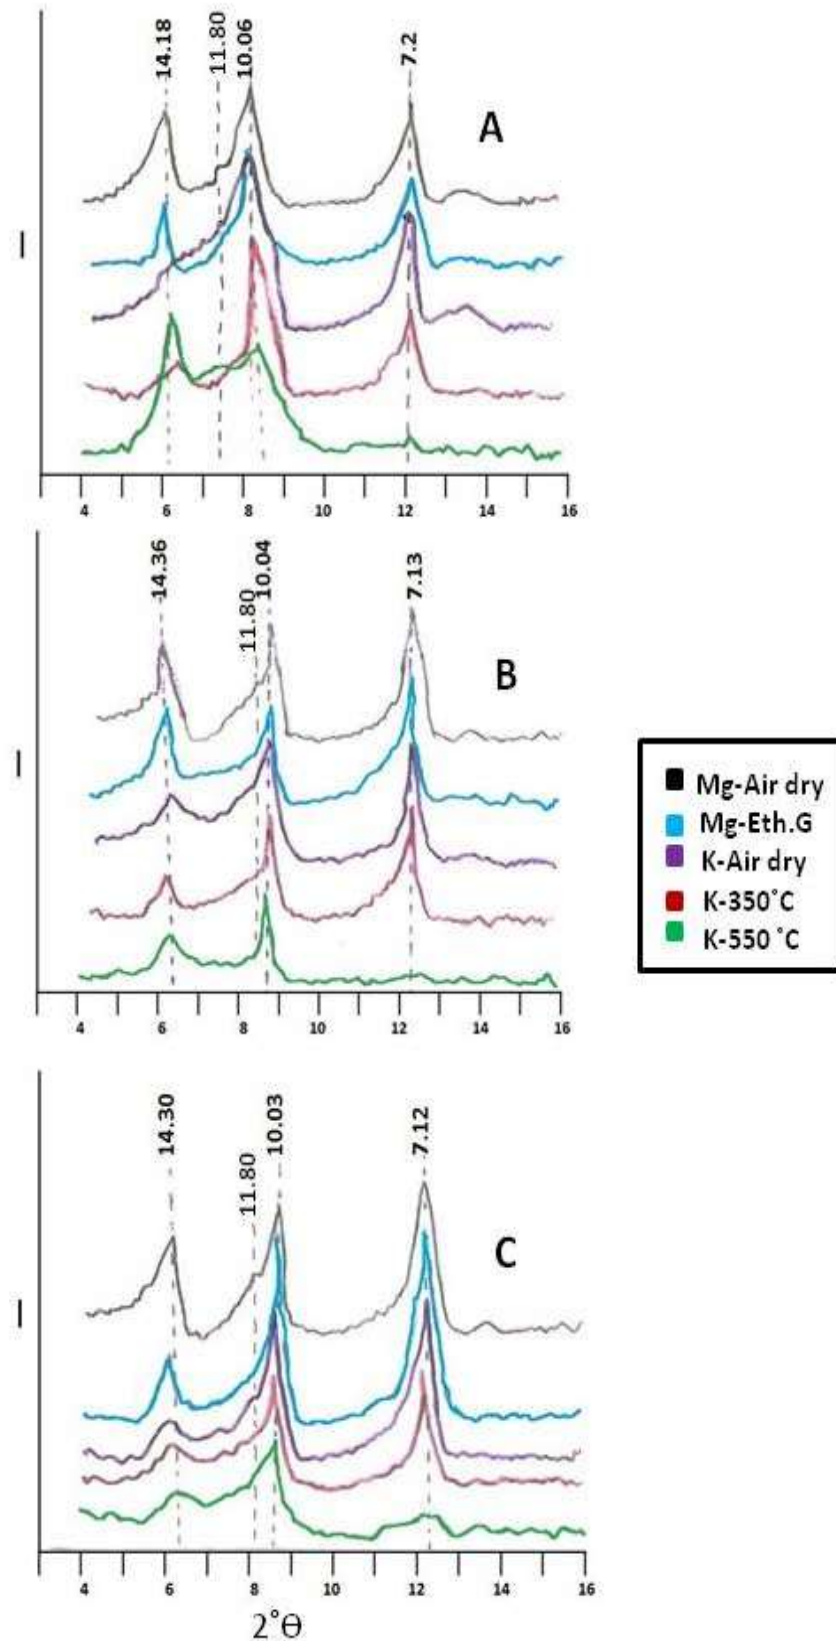 14.18 11.80 10.06 7.2
A
I
4 6 8 10 12 14 16
14.36 11.80 10.04 7.13
B
I
4 6 8 10 12 14 16
Mg-Air dry
Mg-Eth.G
K-Air dry
K-350˚C
K-550 ˚C
14.30 11.80 10.03 7.12
C
I
4 6 8 10 12 14 16
2˚Ɵ